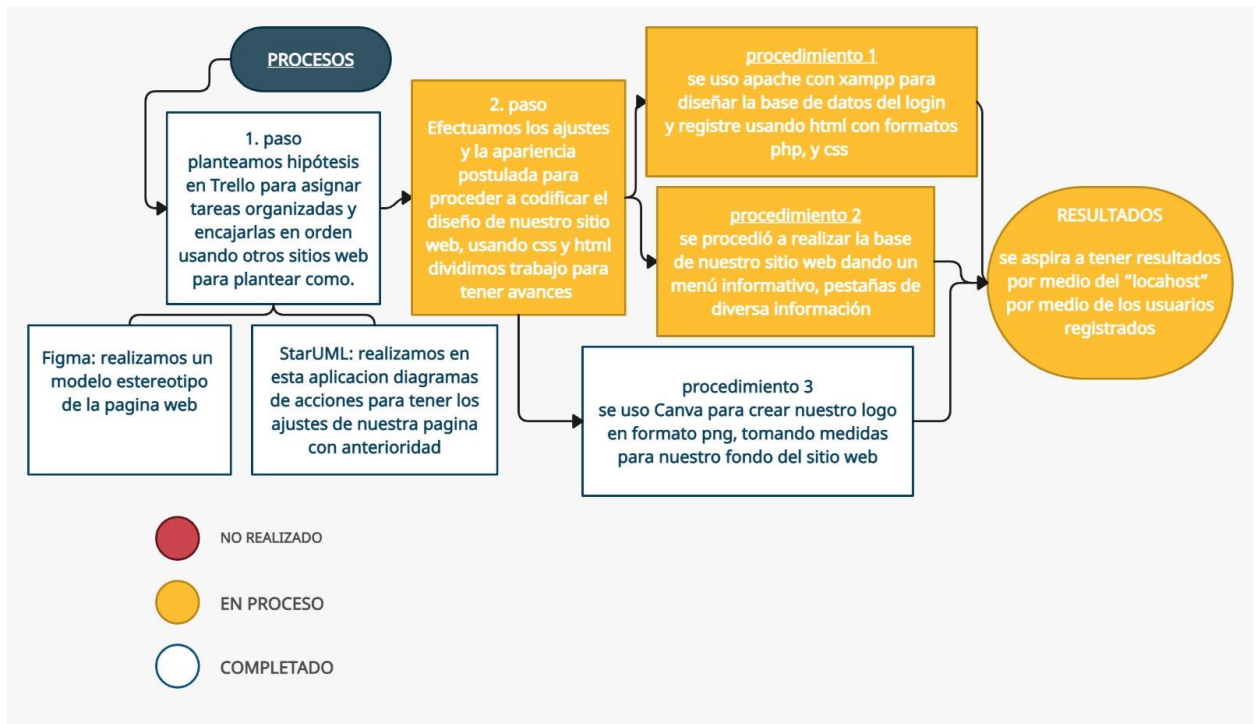 PROCESOS
1. paso
planteamos hipótesis
en Trello para asignar
tareas organizadas y
encajarlas en orden
usando otros sitios web
para plantear como.
Figma: realizamos un
modelo estereotipo
de la pagina web
StarUML: realizamos en
esta aplicacion diagramas
de acciones para tener los
ajustes de nuestra pagina
con anterioridad
2. paso
Efectuamos los ajustes
y la apariencia
postulada para
proceder a codificar el
diseño de nuestro sitio
web, usando css y html
dividimos trabajo para
tener avances
procedimiento 1
se uso apache con xampp para
diseñar la base de datos del login
y registre usando html con formatos
php, y css
procedimiento 2
se procedió a realizar la base
de nuestro sitio web dando un
menú informativo, pestañas de
diversa información
procedimiento 3
se uso Canva para crear nuestro logo
en formato png, tomando medidas
para nuestro fondo del sitio web
RESULTADOS
se aspira a tener resultados
por medio del “locahost”
por medio de los usuarios
registrados
NO REALIZADO
EN PROCESO
COMPLETADO